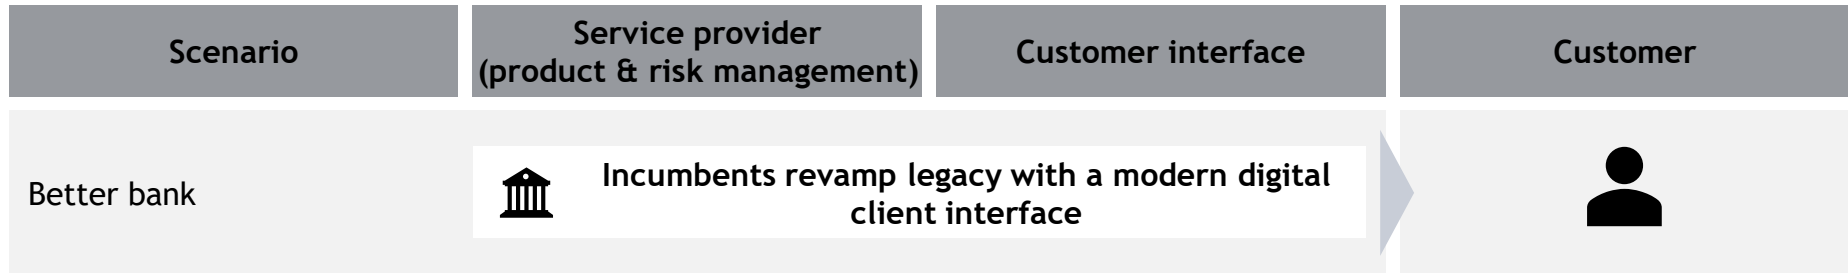 Scenario
Service provider
(product & risk management)
Customer interface
Customer
Better bank
Incumbents revamp legacy with a modern digital
client interface